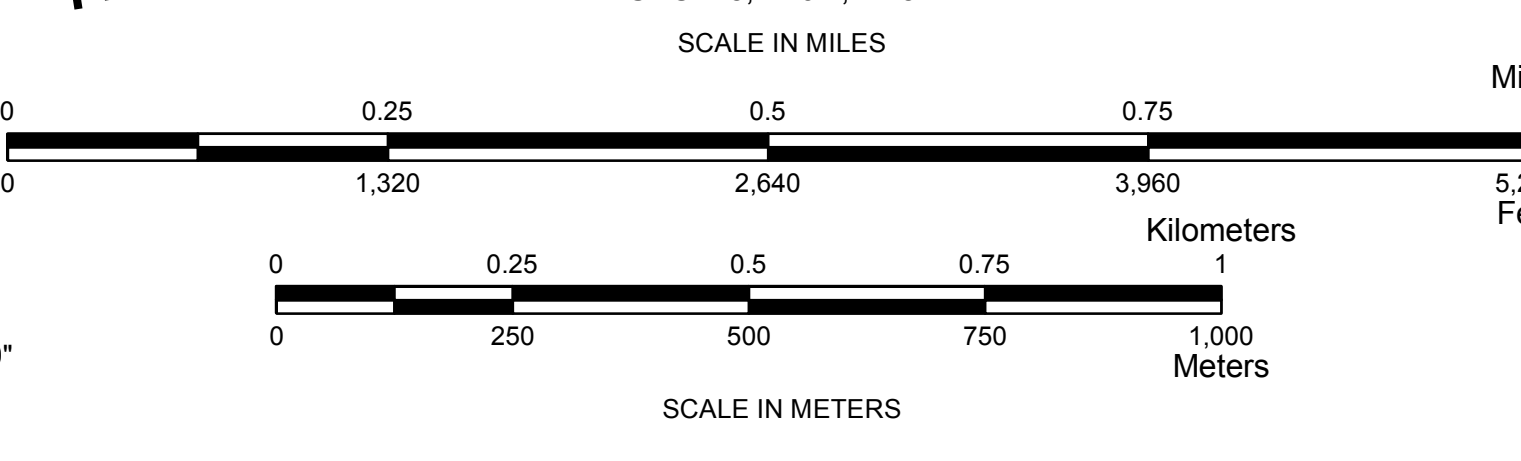 SCALE IN MILES
0 0.25 0.5 0.75
0 1,320 2,640 3,960
Kilometers
0 0.25 0.5 0.75 1
0 250 500 750 1,000
Meters
SCALE IN METERS